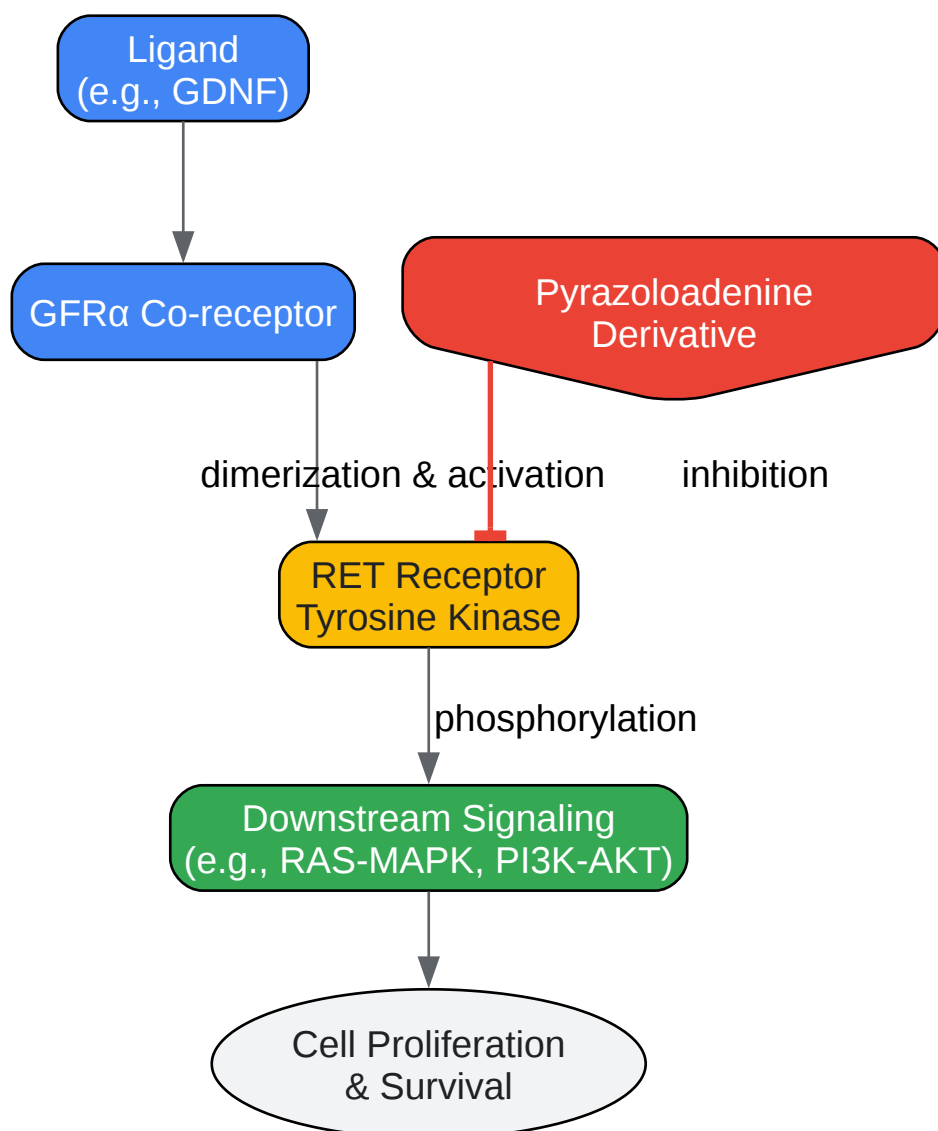 Ligand
(e.g., GDNF)
GFRα Co-receptor
Pyrazoloadenine
Derivative
dimerization & activation
inhibition
RET Receptor
Tyrosine Kinase
phosphorylation
Downstream Signaling
(e.g., RAS-MAPK, PI3K-AKT)
Cell Proliferation
& Survival